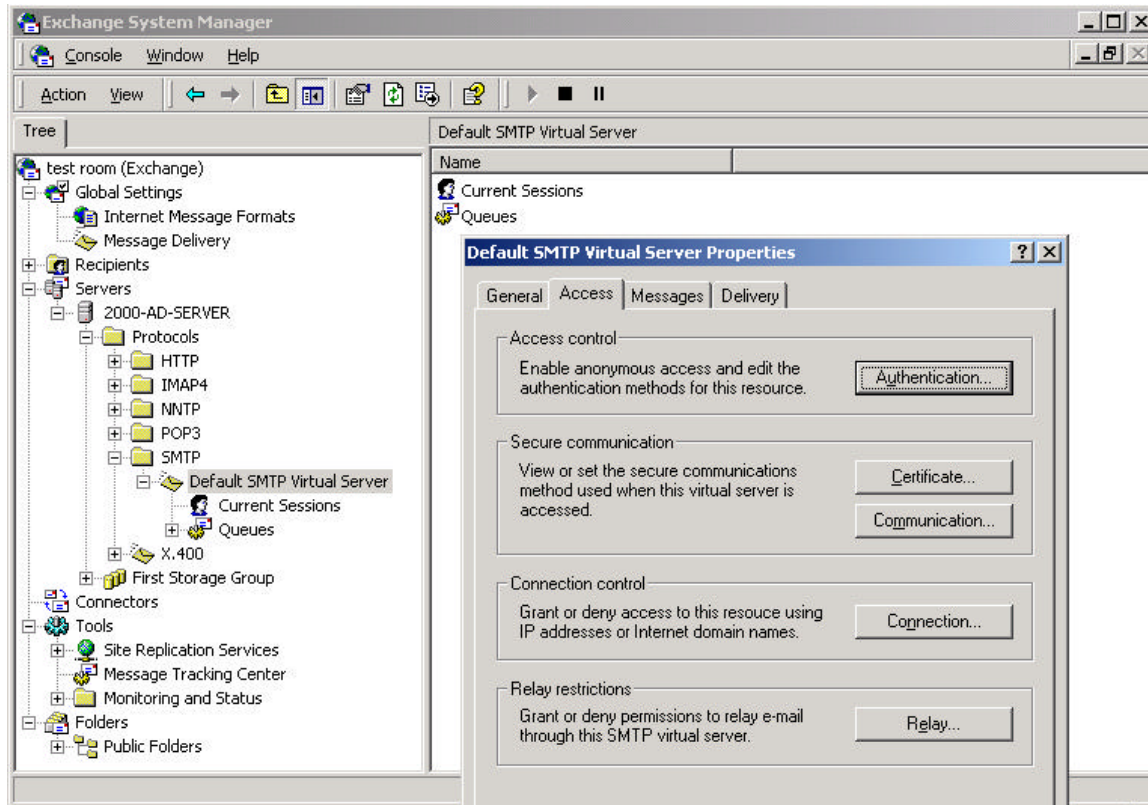 Exchange System Manager
Console Window Help
Action View
Tree
Default SMTP Virtual Server
Name
test room (Exchange)
Global Settings
Internet Message Formats
Message Delivery
Recipients
Servers
2000-AD-SERVER
Protocols
HTTP
IMAP4
NNTP
POP3
SMTP
Default SMTP Virtual Server
Current Sessions
Queues
X.400
First Storage Group
Connectors
Tools
Site Replication Services
Message Tracking Center
Monitoring and Status
Folders
Public Folders
Current Sessions
Queues
Default SMTP Virtual Server Properties
General Access Messages Delivery
Access control
Enable anonymous access and edit the
authentication methods for this resource.
Authentication...
Secure communication
View or set the secure communications
method used when this virtual server is
accessed.
Certificate...
Communication...
Connection control
Grant or deny access to this resouce using
IP addresses or Internet domain names.
Connection...
Relay restrictions
Grant or deny permissions to relay e-mail
through this SMTP virtual server.
Relay...